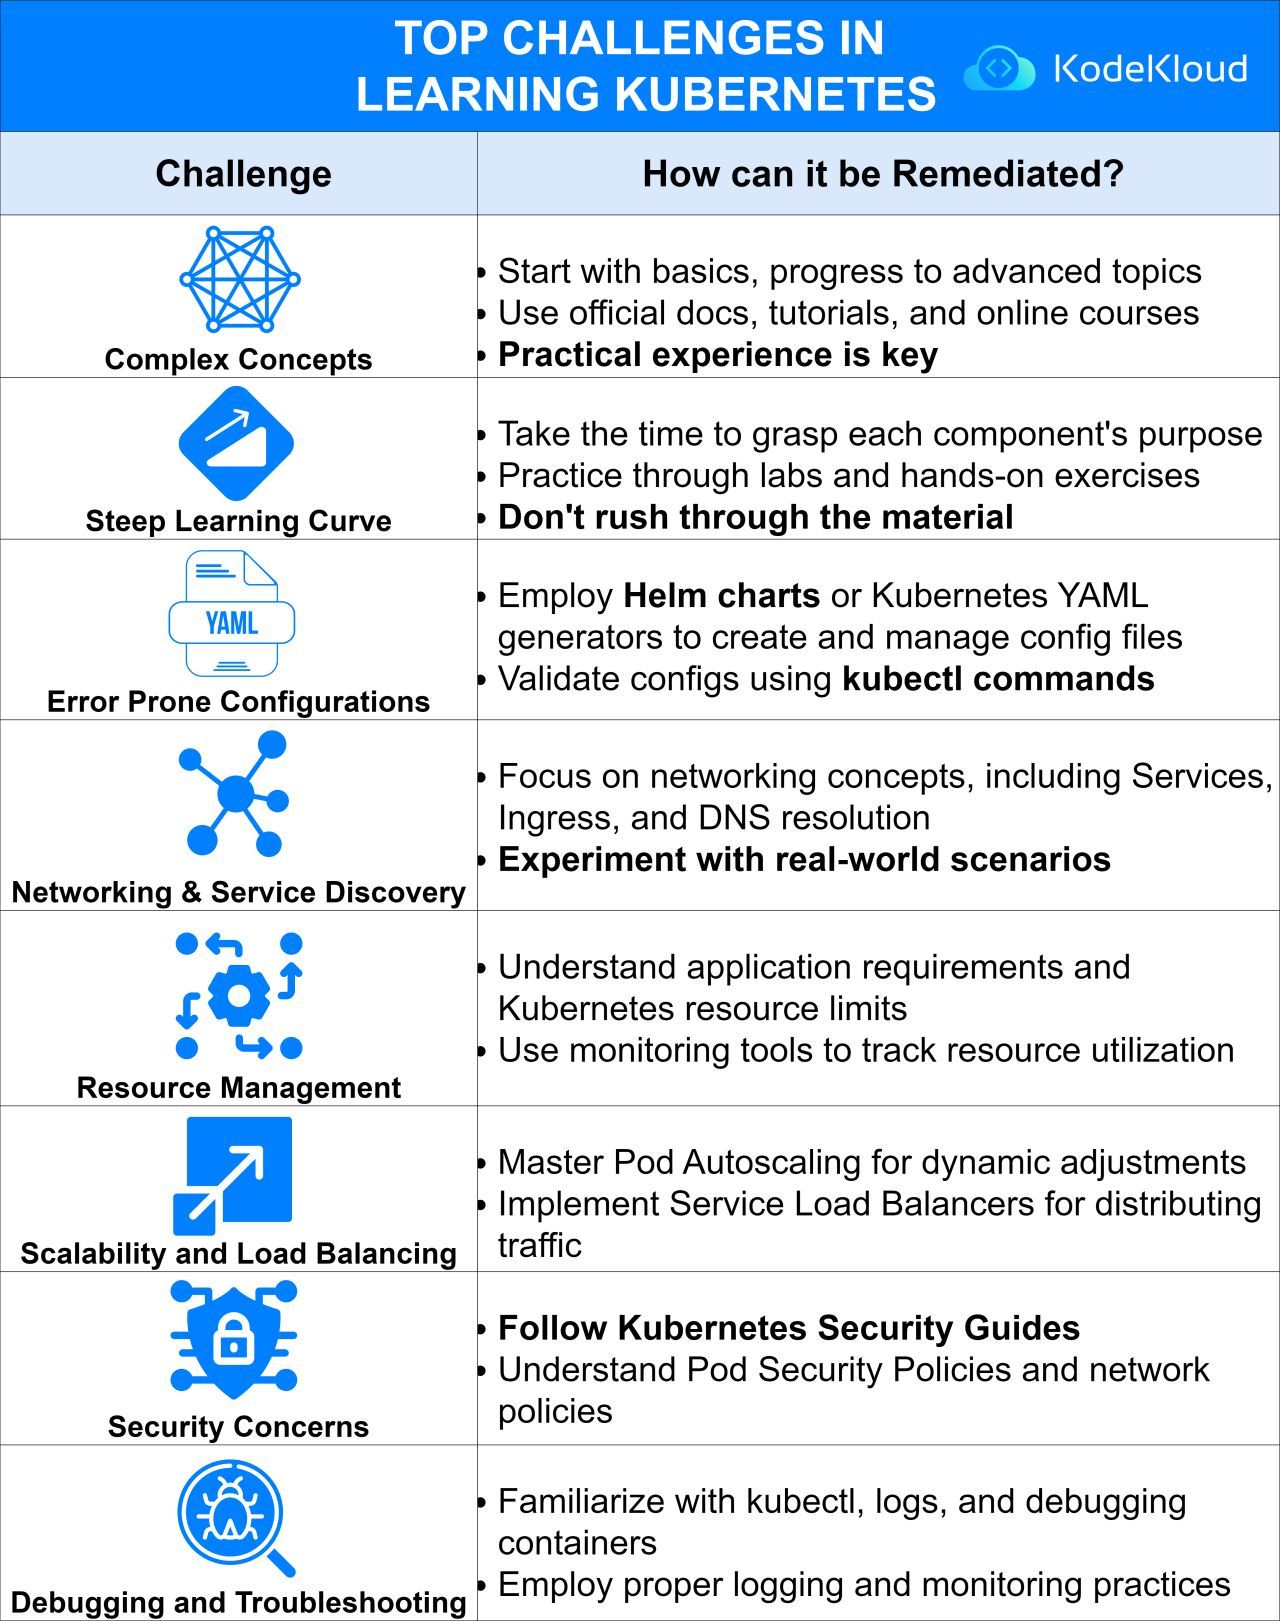 TOP CHALLENGES IN
LEARNING KUBERNETES
KodeKloud
Challenge
How can it be Remediated?
Complex Concepts
• Start with basics, progress to advanced topics
• Use official docs, tutorials, and online courses
• Practical experience is key
Steep Learning Curve
• Take the time to grasp each component's purpose
• Practice through labs and hands-on exercises
• Don't rush through the material
YAML
Error Prone Configurations
• Employ Helm charts or Kubernetes YAML
generators to create and manage config files
• Validate configs using kubectl commands
Networking & Service Discovery
• Focus on networking concepts, including Services,
Ingress, and DNS resolution
• Experiment with real-world scenarios
Resource Management
• Understand application requirements and
Kubernetes resource limits
• Use monitoring tools to track resource utilization
Scalability and Load Balancing
• Master Pod Autoscaling for dynamic adjustments
• Implement Service Load Balancers for distributing
traffic
Security Concerns
• Follow Kubernetes Security Guides
• Understand Pod Security Policies and network
policies
Debugging and Troubleshooting
• Familiarize with kubectl, logs, and debugging
containers
• Employ proper logging and monitoring practices